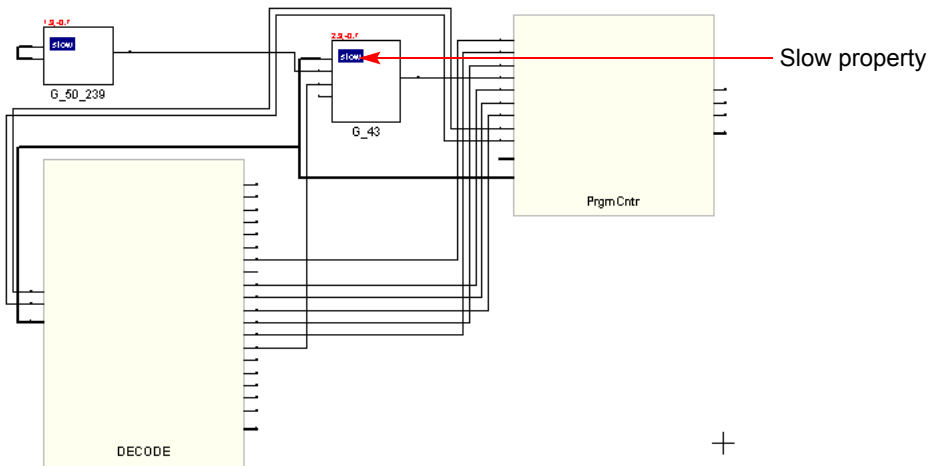 slow
G_50_239
slow
Slow property
G_43
PrgmCntr
DECODE